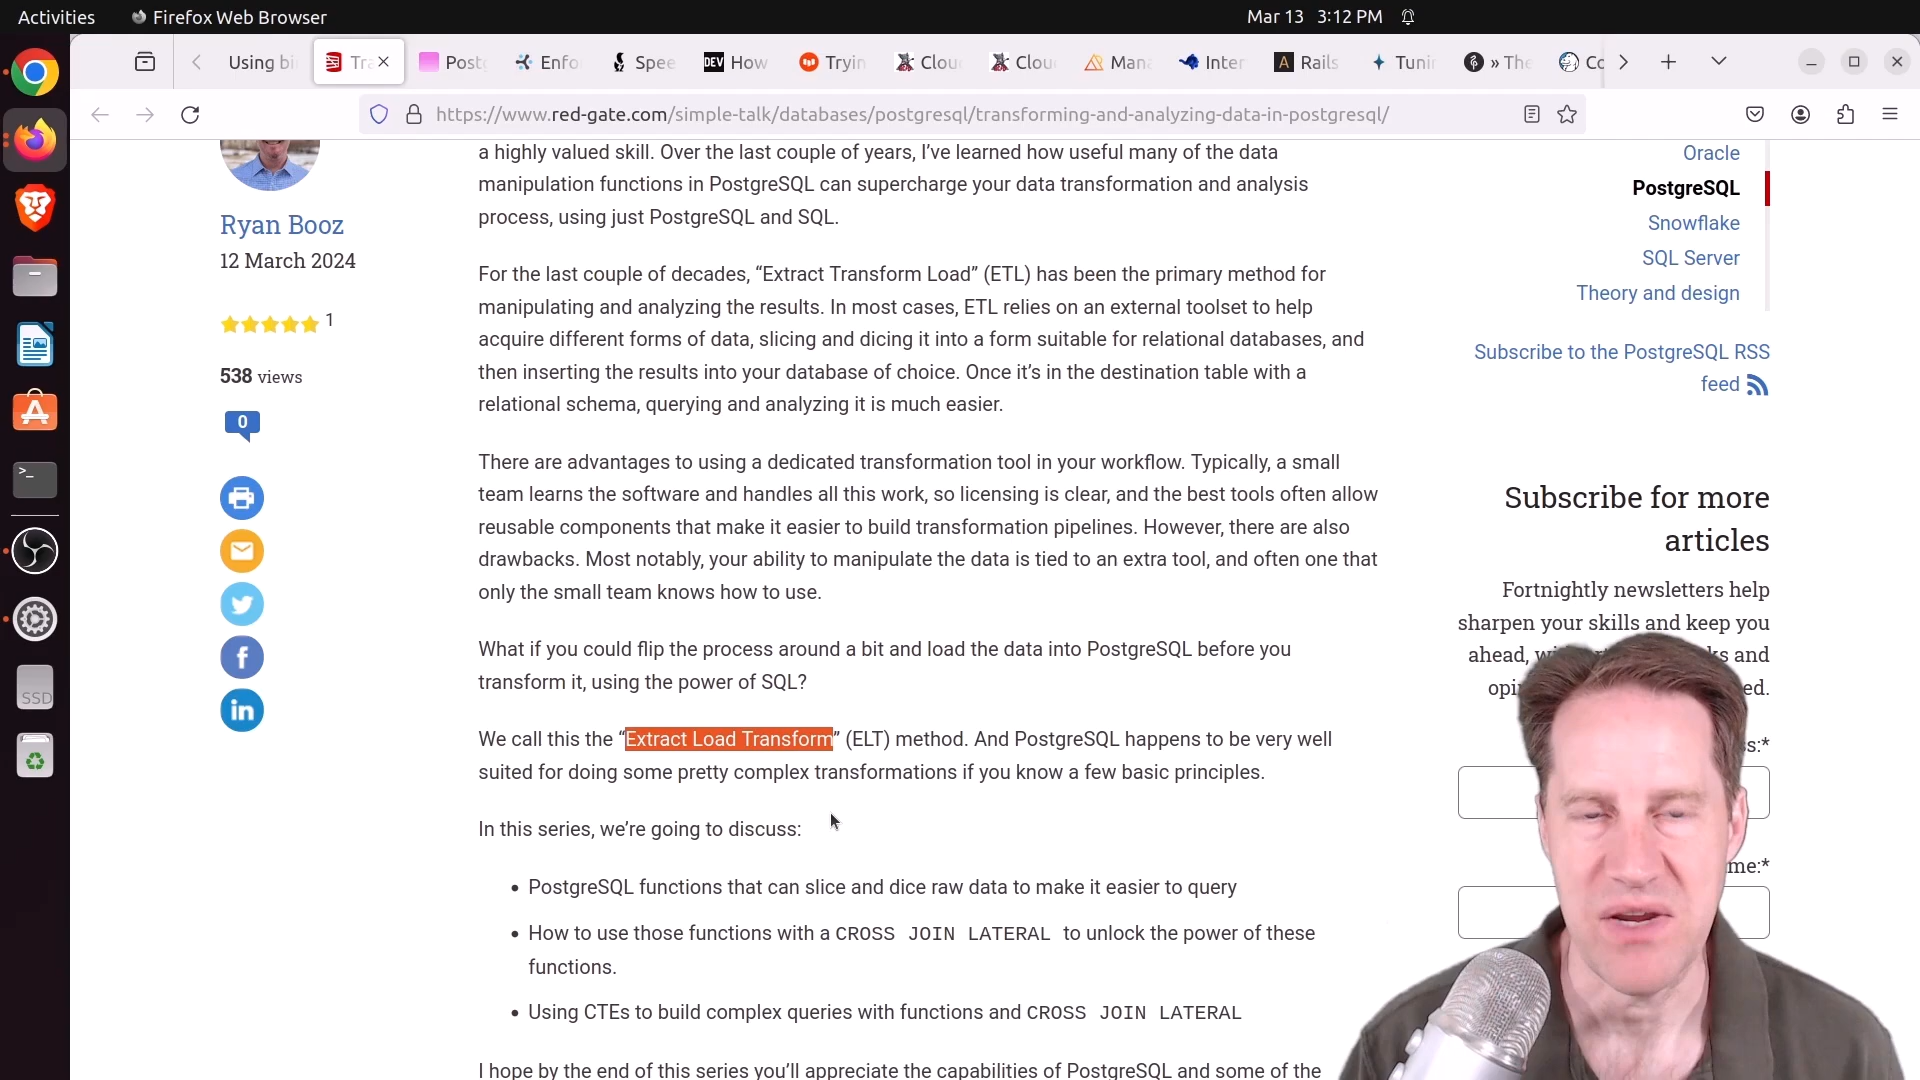 Activities
Firefox Web Browser
Mar 13 3:12 PM
Using bi
Tra
Postg
Enfo
Spee
DEV How
Tryin
Clou
Clou
Mana
Inter
Rails
Tuni
» The
Co
https://www.red-gate.com/simple-talk/databases/postgresql/transforming-and-analyzing-data-in-postgresql/
Ryan Booz
12 March 2024
1
538 views
0
SSD
a highly valued skill. Over the last couple of years, I’ve learned how useful many of the data
manipulation functions in PostgreSQL can supercharge your data transformation and analysis
process, using just PostgreSQL and SQL.
For the last couple of decades, “Extract Transform Load” (ETL) has been the primary method for
manipulating and analyzing the results. In most cases, ETL relies on an external toolset to help
acquire different forms of data, slicing and dicing it into a form suitable for relational databases, and
then inserting the results into your database of choice. Once it’s in the destination table with a
relational schema, querying and analyzing it is much easier.
There are advantages to using a dedicated transformation tool in your workflow. Typically, a small
team learns the software and handles all this work, so licensing is clear, and the best tools often allow
reusable components that make it easier to build transformation pipelines. However, there are also
drawbacks. Most notably, your ability to manipulate the data is tied to an extra tool, and often one that
only the small team knows how to use.
What if you could flip the process around a bit and load the data into PostgreSQL before you
transform it, using the power of SQL?
We call this the “Extract Load Transform” (ELT) method. And PostgreSQL happens to be very well
suited for doing some pretty complex transformations if you know a few basic principles.
In this series, we’re going to discuss:
• PostgreSQL functions that can slice and dice raw data to make it easier to query
• How to use those functions with a CROSS JOIN LATERAL to unlock the power of these
functions.
• Using CTEs to build complex queries with functions and CROSS JOIN LATERAL
I hope by the end of this series you’ll appreciate the capabilities of PostgreSQL and some of the
Oracle
PostgreSQL
Snowflake
SQL Server
Theory and design
Subscribe to the PostgreSQL RSS
feed
Subscribe for more
articles
Fortnightly newsletters help
sharpen your skills and keep you
ahead,
ks and
opi
ed.
ss:*
me:*